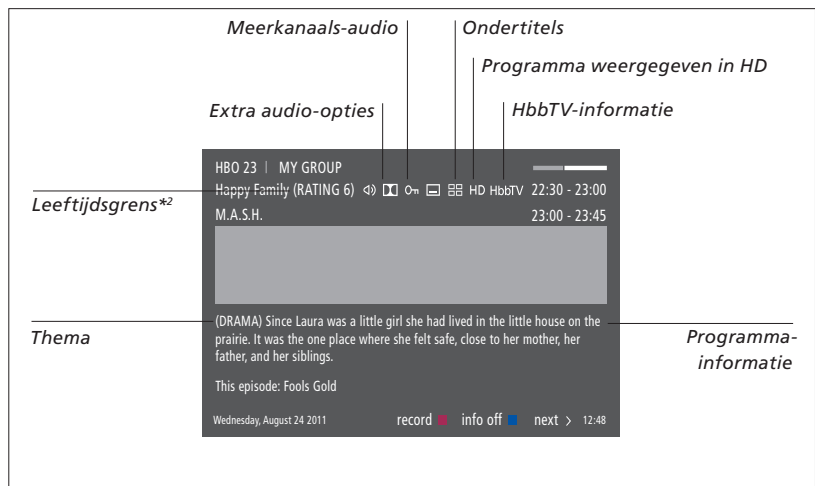 Meerkanaals-audio
Ondertitels
Programma weergegeven in HD
Extra audio-opties
HbbTV-informatie
HBO 23 | MY GROUP
Happy Family (RATING 6) HD HbbTV 22:30 - 23:00
Leeftijdsgrens*2
M.A.S.H. 23:00 - 23:45
Thema
(DRAMA) Since Laura was a little girl she had lived in the little house on the
prairie. It was the one place where she felt safe, close to her mother, her
father, and her siblings.
Programma-
informatie
This episode: Fools Gold
Wednesday, August 24 2011 record info off next > 12:48